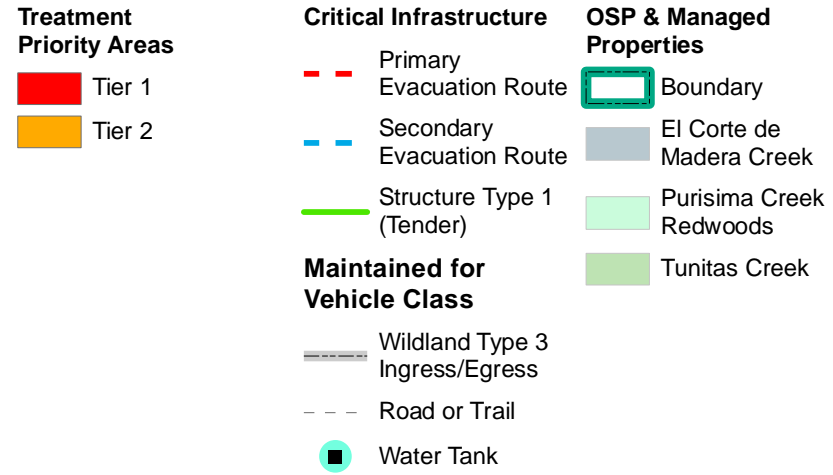 Treatment
Priority Areas
Tier 1
Tier 2
Critical Infrastructure
Primary
Evacuation Route
Secondary
Evacuation Route
Structure Type 1
(Tender)
Maintained for
Vehicle Class
Wildland Type 3
Ingress/Egress
Road or Trail
Water Tank
OSP & Managed
Properties
Boundary
El Corte de
Madera Creek
Purisima Creek
Redwoods
Tunitas Creek